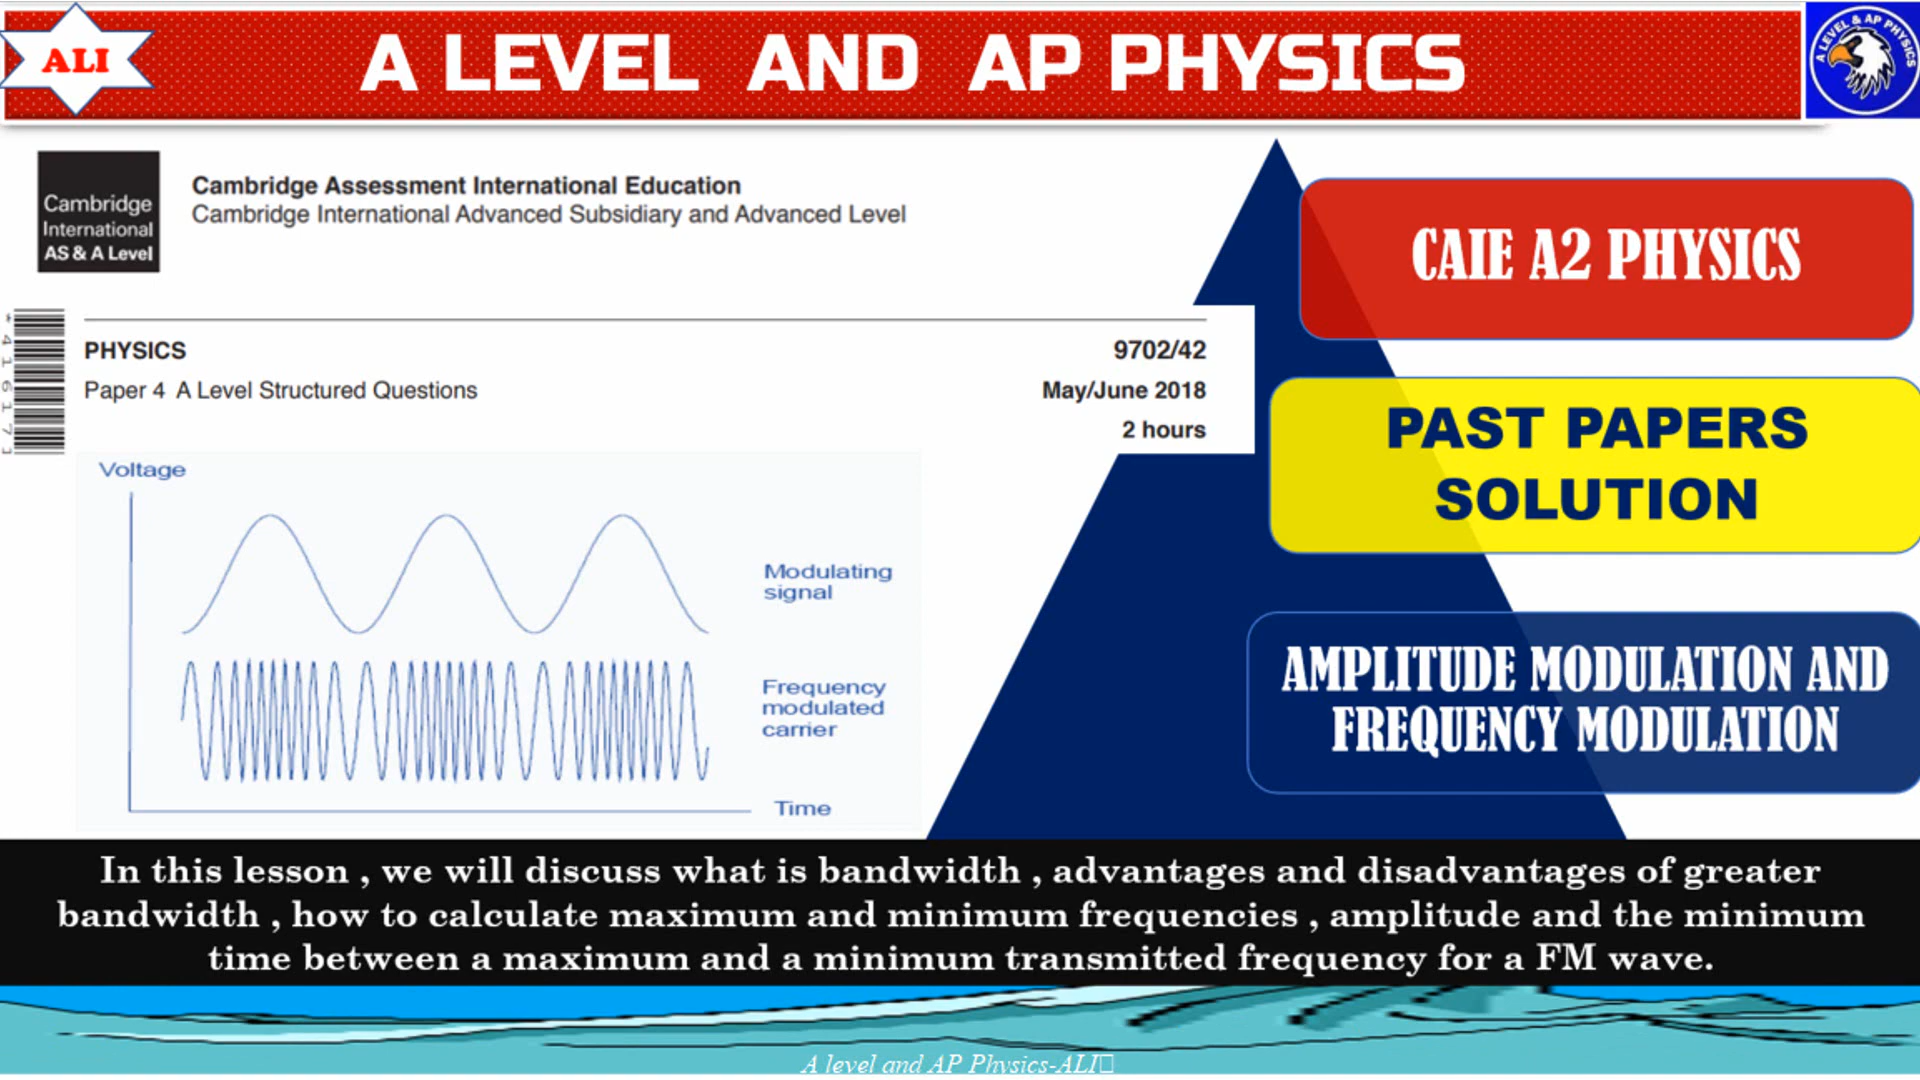 ALI
A LEVEL AND AP PHYSICS
A LEVEL & AP PHYSICS
Cambridge
International
AS & A Level
Cambridge Assessment International Education
Cambridge International Advanced Subsidiary and Advanced Level
CAIE A2 PHYSICS
PHYSICS
9702/42
Paper 4 A Level Structured Questions
May/June 2018
2 hours
PAST PAPERS
SOLUTION
Voltage
Modulating
signal
Frequency
modulated
carrier
Time
AMPLITUDE MODULATION AND
FREQUENCY MODULATION
In this lesson , we will discuss what is bandwidth , advantages and disadvantages of greater
bandwidth , how to calculate maximum and minimum frequencies , amplitude and the minimum
time between a maximum and a minimum transmitted frequency for a FM wave.
A level and AP Physics-ALI